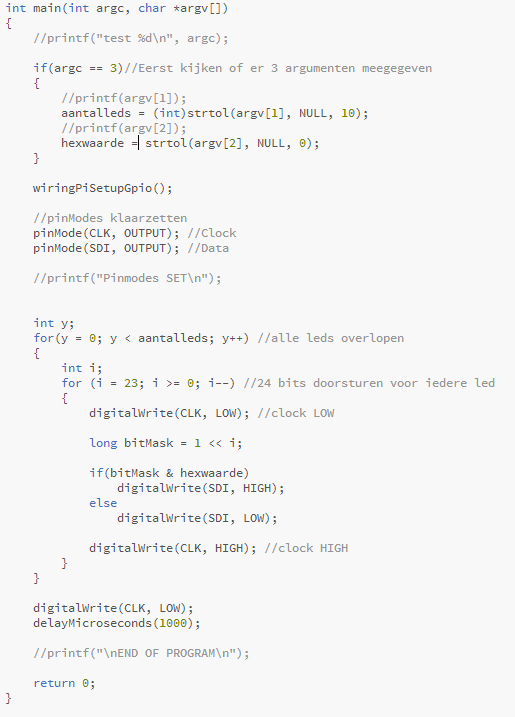 int main(int argc, char *argv[])
{
    //printf("test %d\n", argc);

    if(argc == 3)//Eerst kijken of er 3 argumenten meegegeven
    {
        //printf(argv[1]);
        aantalleds = (int)strtol(argv[1], NULL, 10);
        //printf(argv[2]);
        hexwaarde = strtol(argv[2], NULL, 0);
    }

    wiringPiSetupGpio();

    //pinModes klaarzetten
    pinMode(CLK, OUTPUT); //Clock
    pinMode(SDI, OUTPUT); //Data

    //printf("Pinmodes SET\n");


    int y;
    for(y = 0; y < aantalleds; y++) //alle leds overlopen
    {
        int i;
        for (i = 23; i >= 0; i--) //24 bits doorsturen voor iedere led
        {
            digitalWrite(CLK, LOW); //clock LOW

            long bitMask = 1 << i;

            if(bitMask & hexwaarde)
                digitalWrite(SDI, HIGH);
            else
                digitalWrite(SDI, LOW);

            digitalWrite(CLK, HIGH); //clock HIGH
        }
    }

    digitalWrite(CLK, LOW);
    delayMicroseconds(1000);

    //printf("\nEND OF PROGRAM\n");

    return 0;
}